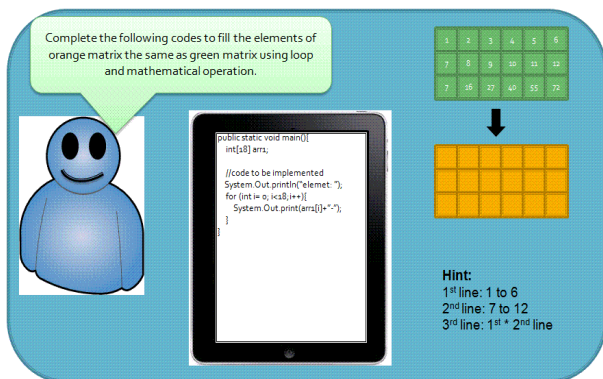 Complete the following codes to fill the elements of
orange matrix the same as green matrix using loop
and mathematical operation.
1 2 3 4 5 6
7 8 9 10 11 12
7 16 27 40 55 72
public static void main(){
int[18] arr1;
//code to be implemented
System.Out.println("elemet: ");
for (int i= 0; i<18;i++){
System.Out.print(arr1[i]+"-");
}
}
Hint:
1st line: 1 to 6
2nd line: 7 to 12
3rd line: 1st * 2nd line